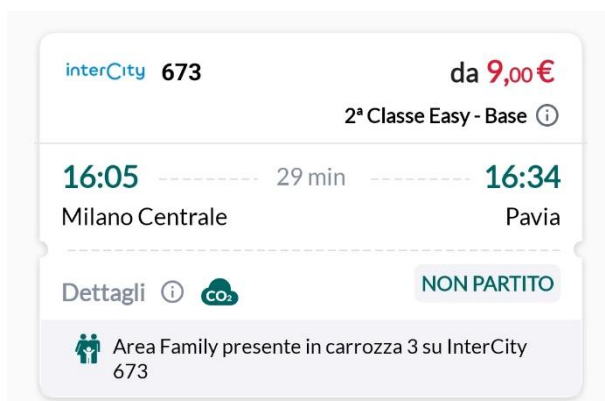 interCity 673 da 9,00 €
2ª Classe Easy - Base i
16:05 29 min 16:34
Milano Centrale Pavia
Dettagli i CO₂ NON PARTITO
Area Family presente in carrozza 3 su InterCity
673